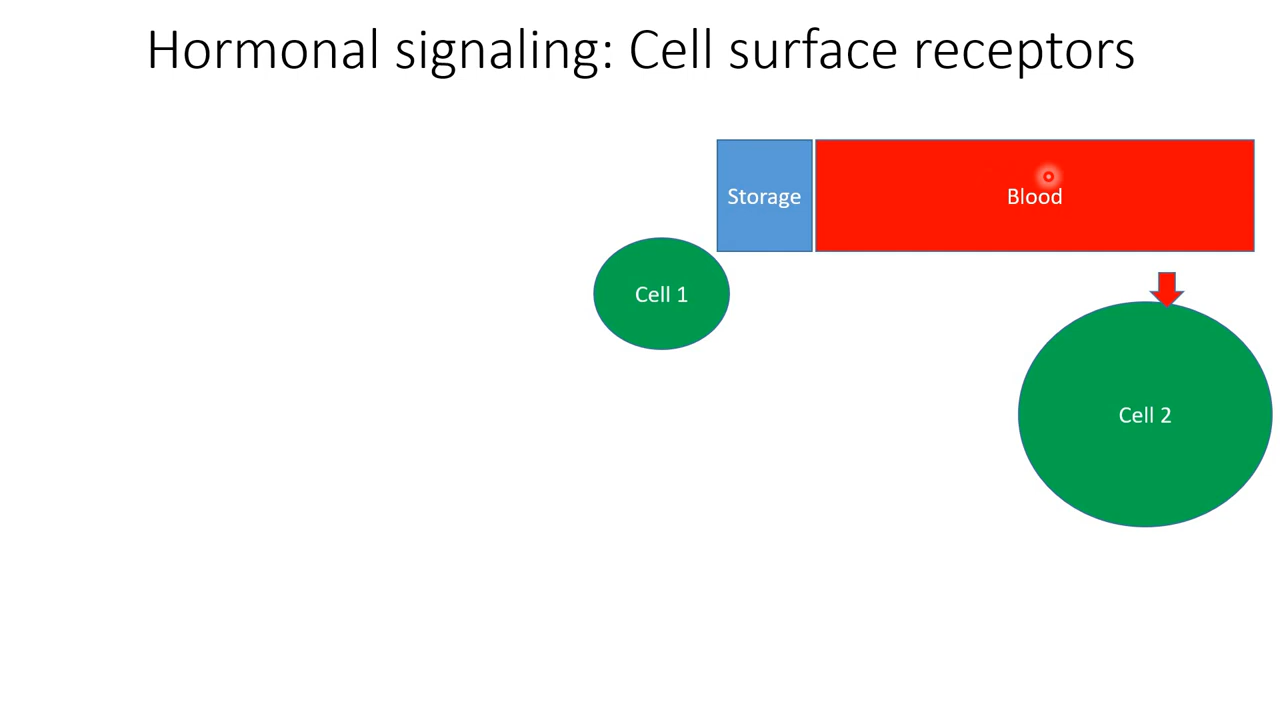 Hormonal signaling: Cell surface receptors
Storage
Blood
Cell 1
Cell 2